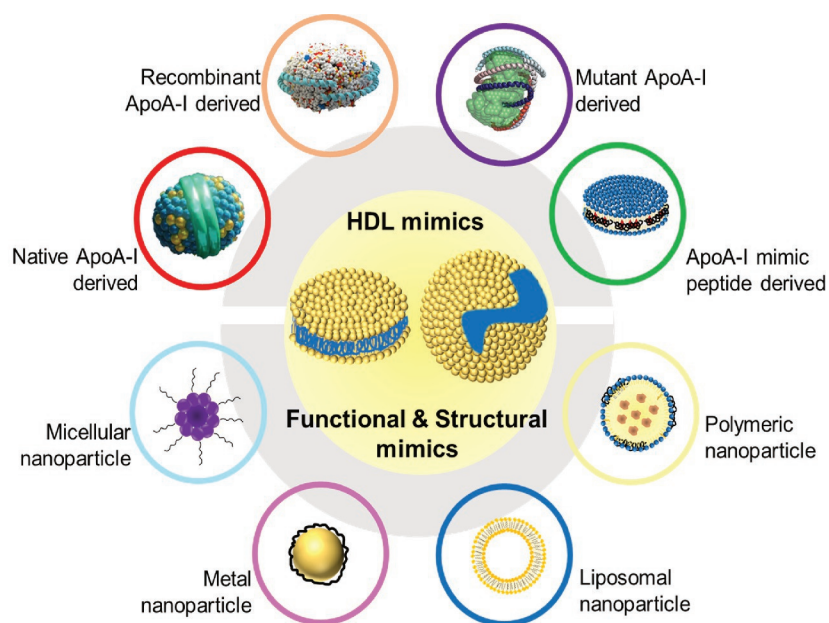 Recombinant
ApoA-I derived
Mutant ApoA-I
derived
Native ApoA-I
derived
HDL mimics
ApoA-I mimic
peptide derived
Micellular
nanoparticle
Functional & Structural
mimics
Polymeric
nanoparticle
Metal
nanoparticle
Liposomal
nanoparticle